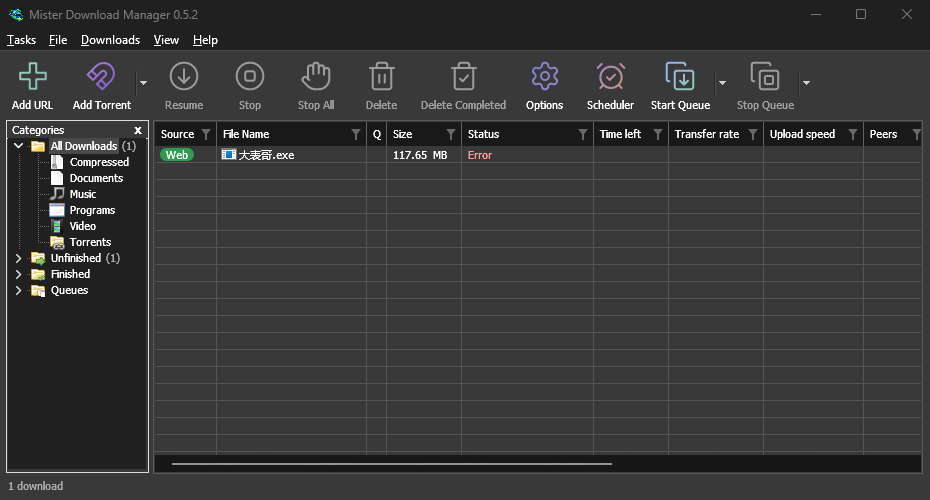 Mister Download Manager 0.5.2
Tasks File Downloads View Help
Add URL Add Torrent Resume Stop Stop All Delete Delete Completed Options Scheduler Start Queue Stop Queue
Categories x
All Downloads (1)
Compressed
Documents
Music
Programs
Video
Torrents
Unfinished (1)
Finished
Queues
Source File Name Q Size Status Time left Transfer rate Upload speed Peers
Web 大表哥.exe 117.65 MB Error
1 download